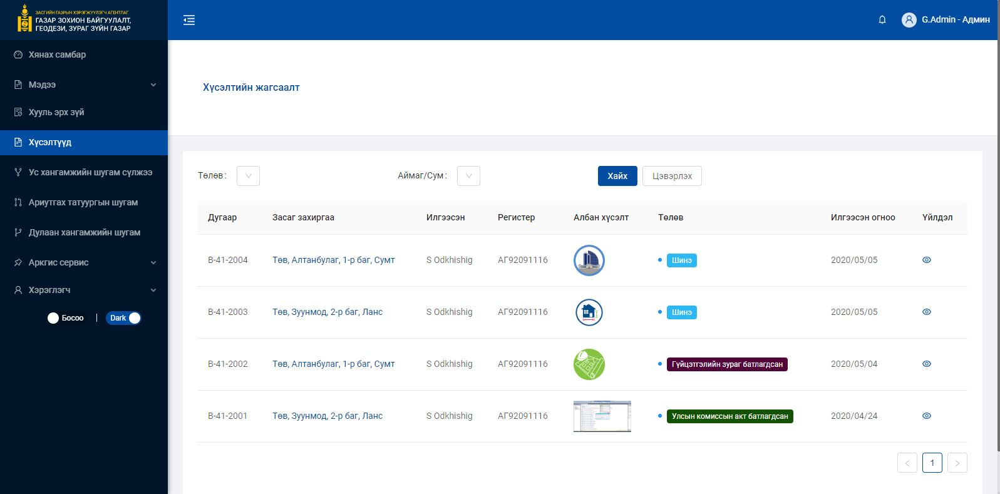 ЗАСГИЙН ГАЗРЫН ХЭРЭГЖҮҮЛЭГЧ АГЕНТЛАГ
ГАЗАР ЗОХИОН БАЙГУУЛАЛТ,
ГЕОДЕЗИ, ЗУРАГ ЗҮЙН ГАЗАР
G.Admin - Админ
Хянах самбар
Мэдээ
Хууль эрх зүй
Хүсэлтүүд
Ус хангамжийн шугам сүлжээ
Ариутгах татуургын шугам
Дулаан хангамжийн шугам
Аркгис сервис
Хэрэглэгч
Босоо | Dark
Хүсэлтийн жагсаалт
Төлөв : Аймаг/Сум : Хайх Цэвэрлэх
Дугаар Засаг захиргаа Илгээсэн Регистер Албан хүсэлт Төлөв Илгээсэн огноо Үйлдэл
В-41-2004 Төв, Алтанбулаг, 1-р баг, Сумт S Odkhishig АГ92091116 Шинэ 2020/05/05
В-41-2003 Төв, Зуунмод, 2-р баг, Ланс S Odkhishig АГ92091116 Шинэ 2020/05/05
В-41-2002 Төв, Алтанбулаг, 1-р баг, Сумт S Odkhishig АГ92091116 Гүйцэтгэлийн зураг батлагдсан 2020/05/04
В-41-2001 Төв, Зуунмод, 2-р баг, Ланс S Odkhishig АГ92091116 Улсын комиссын акт батлагдсан 2020/04/24
< 1 >